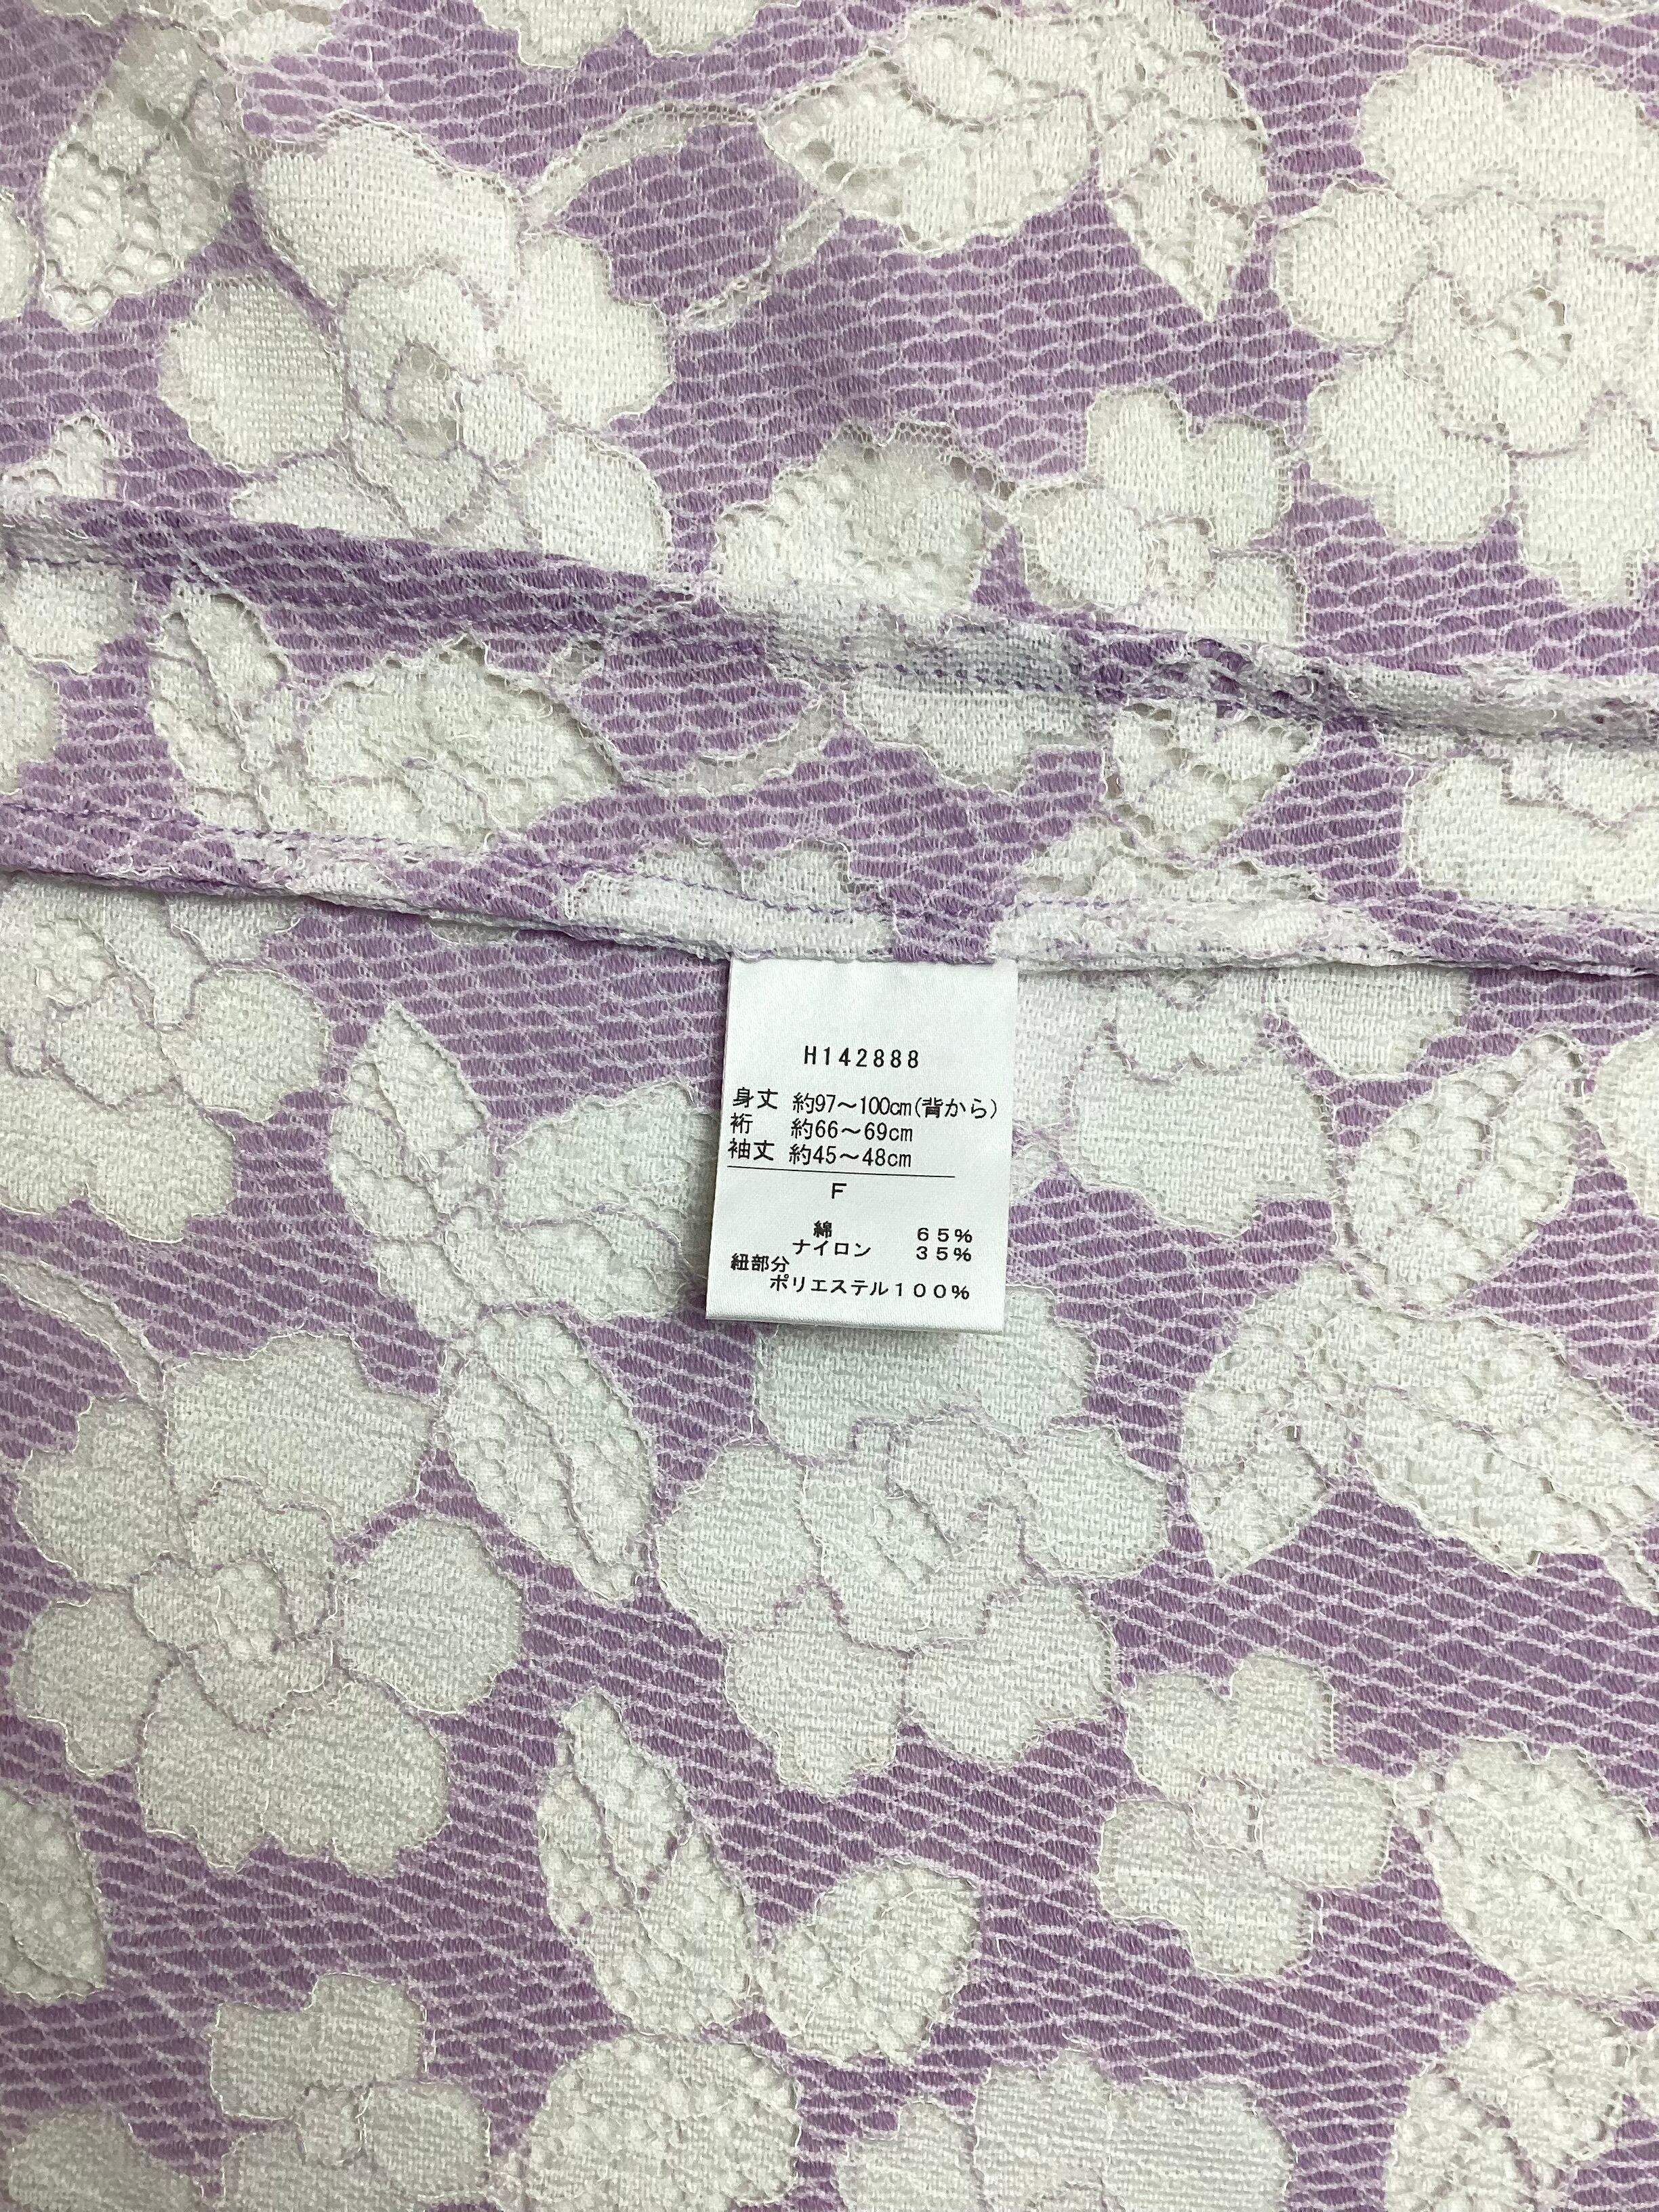 H142888
身丈 約97〜100cm(背から)
裄 約66〜69cm
袖丈 約45〜48cm
F
綿 65%
ナイロン 35%
紐部分
ポリエステル100%